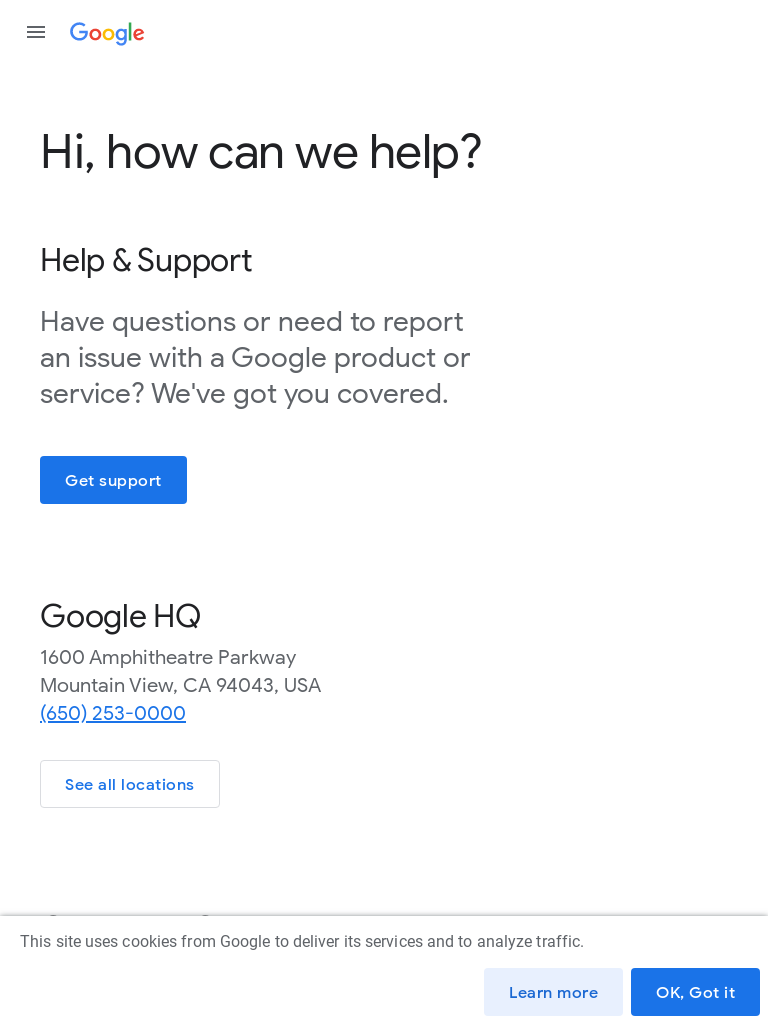 Google
Hi, how can we help?
Help & Support
Have questions or need to report
an issue with a Google product or
service? We've got you covered.
Get support
Google HQ
1600 Amphitheatre Parkway
Mountain View, CA 94043, USA
(650) 253-0000
See all locations
This site uses cookies from Google to deliver its services and to analyze traffic.
Learn more
OK, Got it